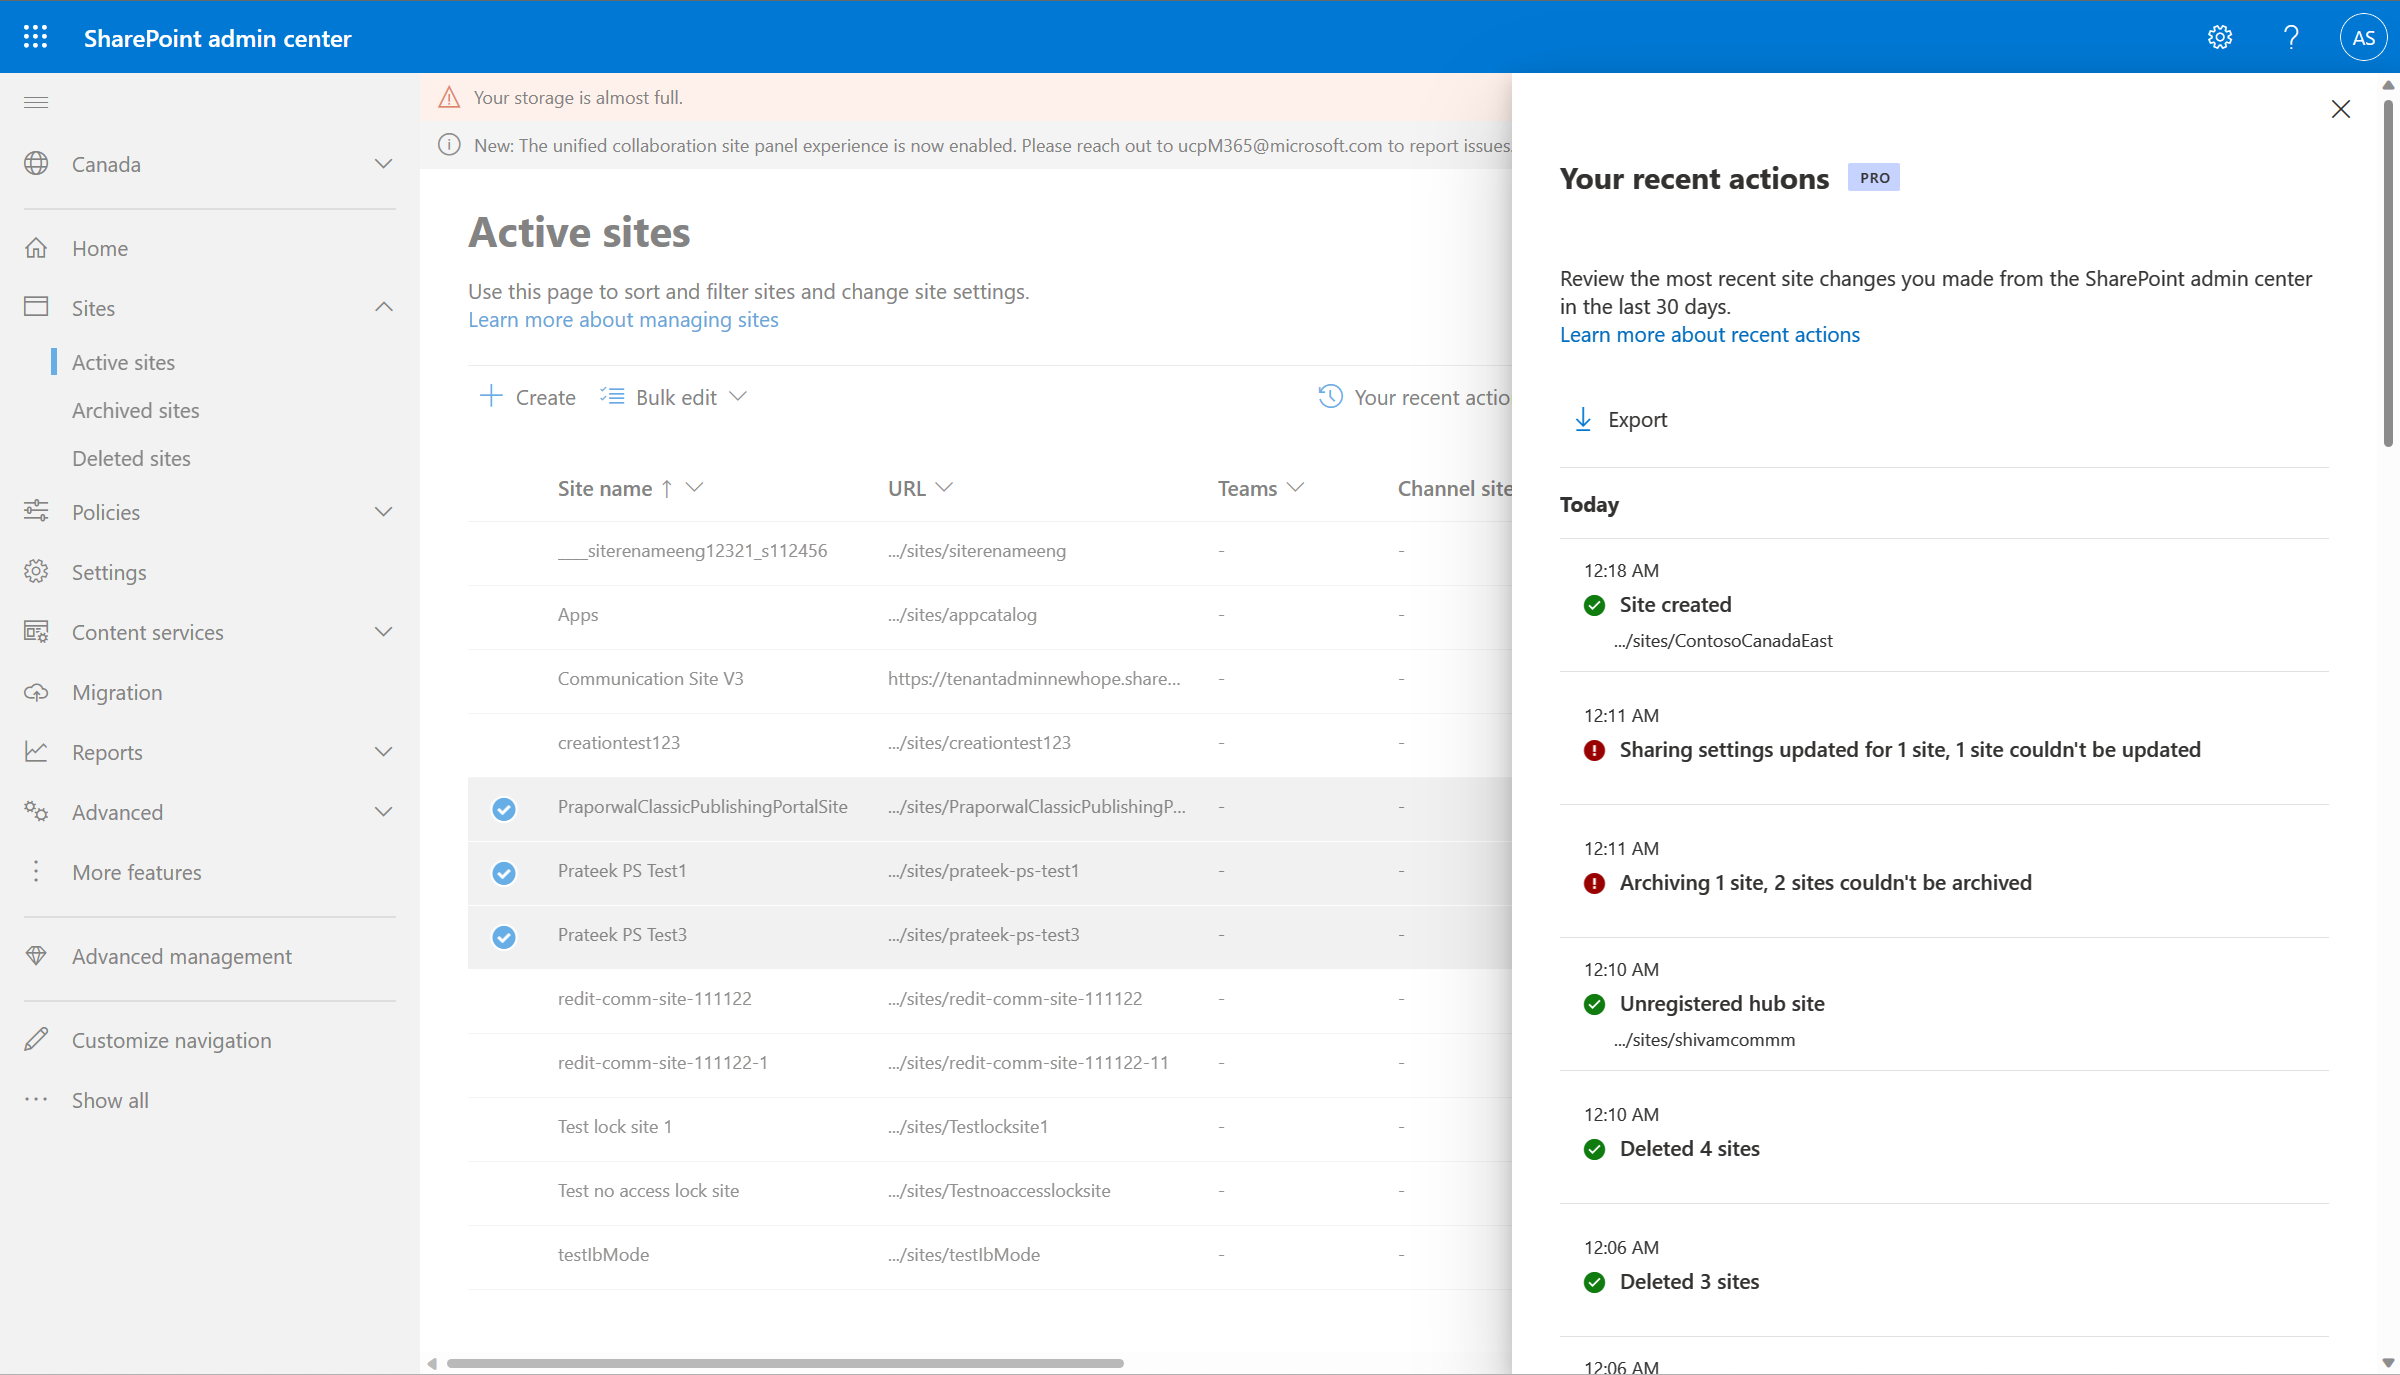 SharePoint admin center
AS
Canada
Home
Sites
Active sites
Archived sites
Deleted sites
Policies
Settings
Content services
Migration
Reports
Advanced
More features
Advanced management
Customize navigation
Show all
Your storage is almost full.
New: The unified collaboration site panel experience is now enabled. Please reach out to ucpM365@microsoft.com to report issues.
Active sites
Use this page to sort and filter sites and change site settings.
Learn more about managing sites
Create Bulk edit Your recent actio
Site name ↑ URL Teams Channel site
____siterenameeng12321_s112456 .../sites/siterenameeng - -
Apps .../sites/appcatalog - -
Communication Site V3 https://tenantadminnewhope.share... - -
creationtest123 .../sites/creationtest123 - -
PraporwalClassicPublishingPortalSite .../sites/PraporwalClassicPublishingP... - -
Prateek PS Test1 .../sites/prateek-ps-test1 - -
Prateek PS Test3 .../sites/prateek-ps-test3 - -
redit-comm-site-111122 .../sites/redit-comm-site-111122 - -
redit-comm-site-111122-1 .../sites/redit-comm-site-111122-11 - -
Test lock site 1 .../sites/Testlocksite1 - -
Test no access lock site .../sites/Testnoaccesslocksite - -
testIbMode .../sites/testIbMode - -
Your recent actions PRO
Review the most recent site changes you made from the SharePoint admin center
in the last 30 days.
Learn more about recent actions
Export
Today
12:18 AM
Site created
.../sites/ContosoCanadaEast
12:11 AM
Sharing settings updated for 1 site, 1 site couldn't be updated
12:11 AM
Archiving 1 site, 2 sites couldn't be archived
12:10 AM
Unregistered hub site
.../sites/shivamcommm
12:10 AM
Deleted 4 sites
12:06 AM
Deleted 3 sites
12:06 AM